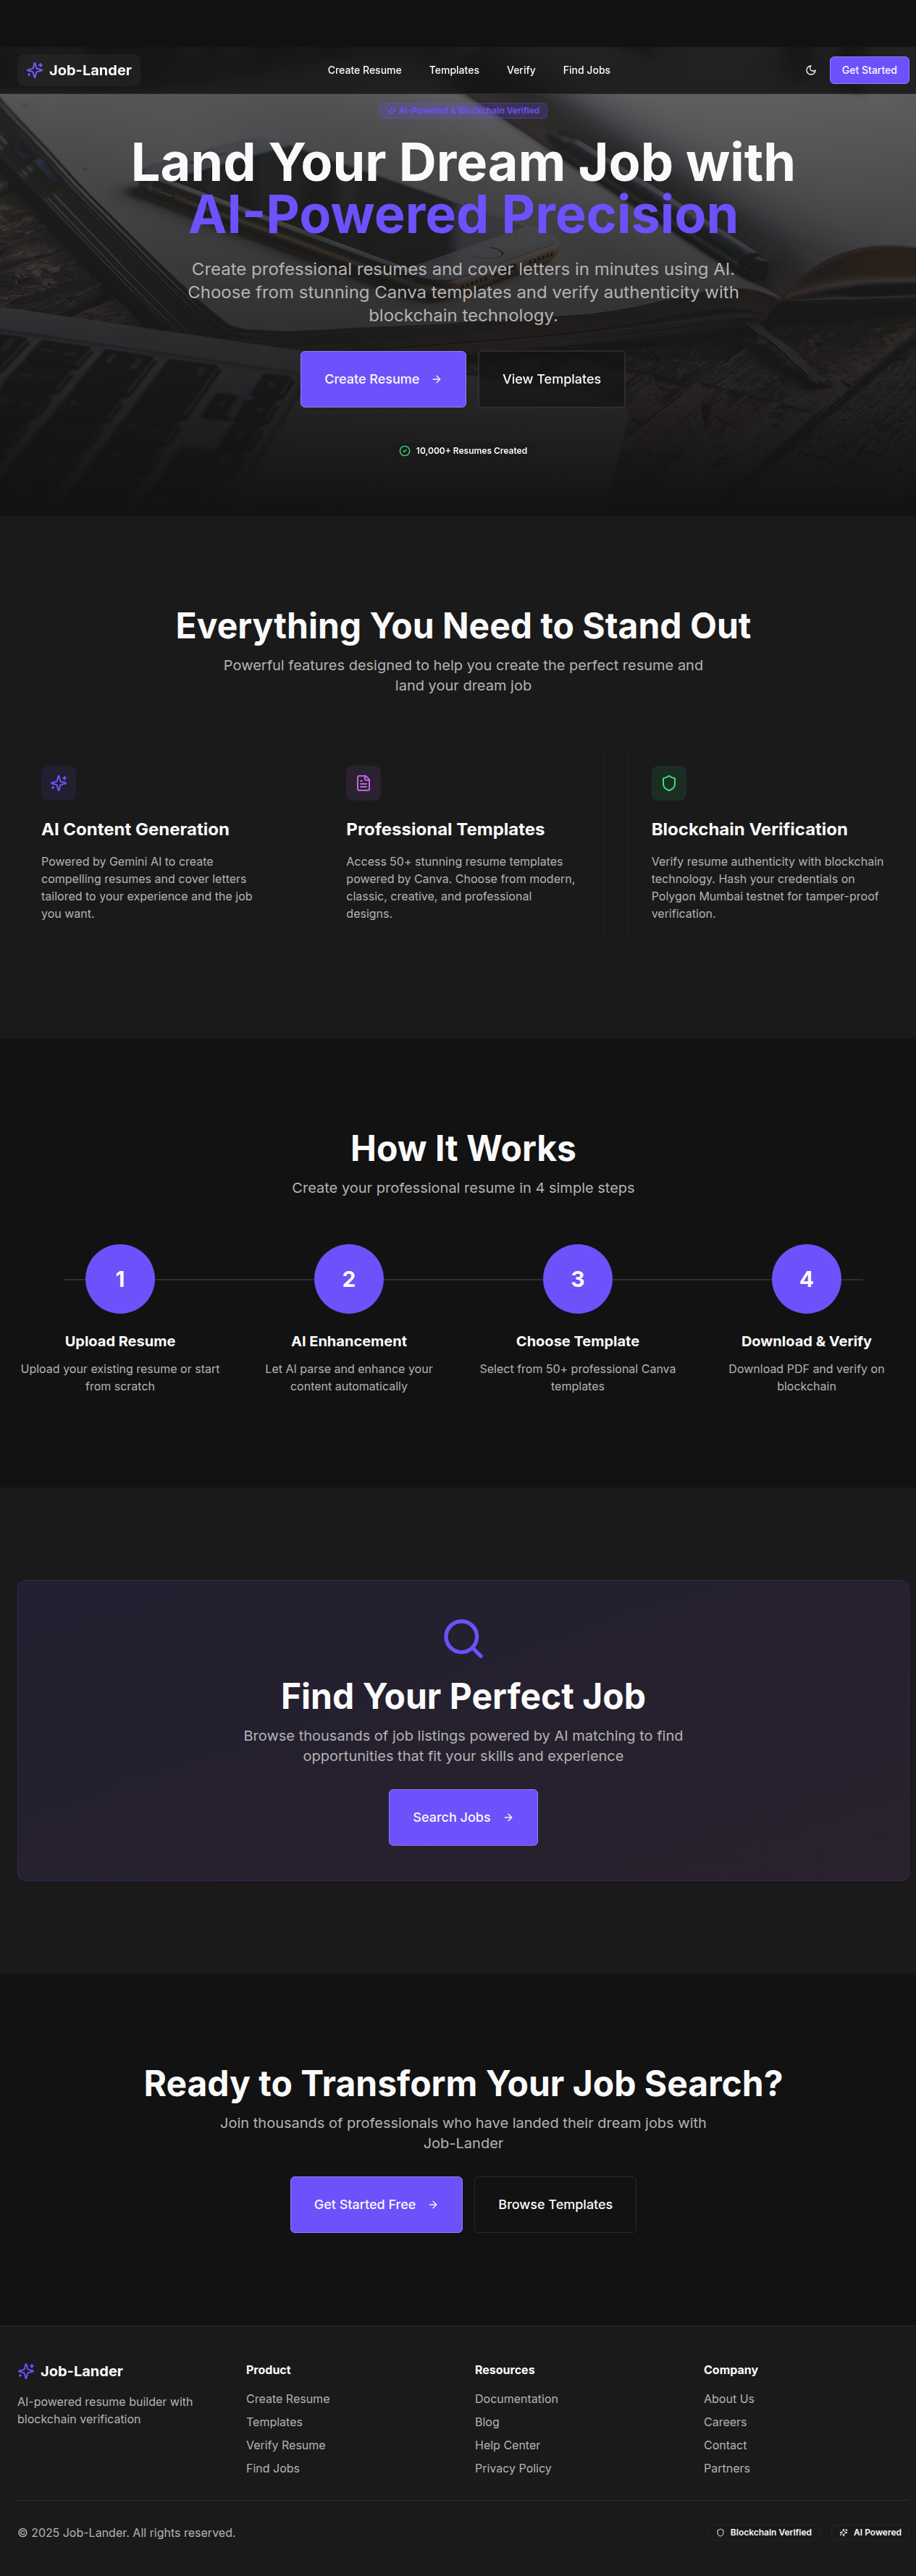 Job-Lander
Create Resume
Templates
Verify
Find Jobs
Get Started
AI-Powered & Blockchain Verified
Land Your Dream Job with
AI-Powered Precision
Create professional resumes and cover letters in minutes using AI.
Choose from stunning Canva templates and verify authenticity with
blockchain technology.
Create Resume
View Templates
10,000+ Resumes Created
Everything You Need to Stand Out
Powerful features designed to help you create the perfect resume and
land your dream job
AI Content Generation
Powered by Gemini AI to create
compelling resumes and cover letters
tailored to your experience and the job
you want.
Professional Templates
Access 50+ stunning resume templates
powered by Canva. Choose from modern,
classic, creative, and professional
designs.
Blockchain Verification
Verify resume authenticity with blockchain
technology. Hash your credentials on
Polygon Mumbai testnet for tamper-proof
verification.
How It Works
Create your professional resume in 4 simple steps
1
Upload Resume
Upload your existing resume or start
from scratch
2
AI Enhancement
Let AI parse and enhance your
content automatically
3
Choose Template
Select from 50+ professional Canva
templates
4
Download & Verify
Download PDF and verify on
blockchain
Find Your Perfect Job
Browse thousands of job listings powered by AI matching to find
opportunities that fit your skills and experience
Search Jobs
Ready to Transform Your Job Search?
Join thousands of professionals who have landed their dream jobs with
Job-Lander
Get Started Free
Browse Templates
Job-Lander
AI-powered resume builder with
blockchain verification
Product
Create Resume
Templates
Verify Resume
Find Jobs
Resources
Documentation
Blog
Help Center
Privacy Policy
Company
About Us
Careers
Contact
Partners
© 2025 Job-Lander. All rights reserved.
Blockchain Verified
AI Powered